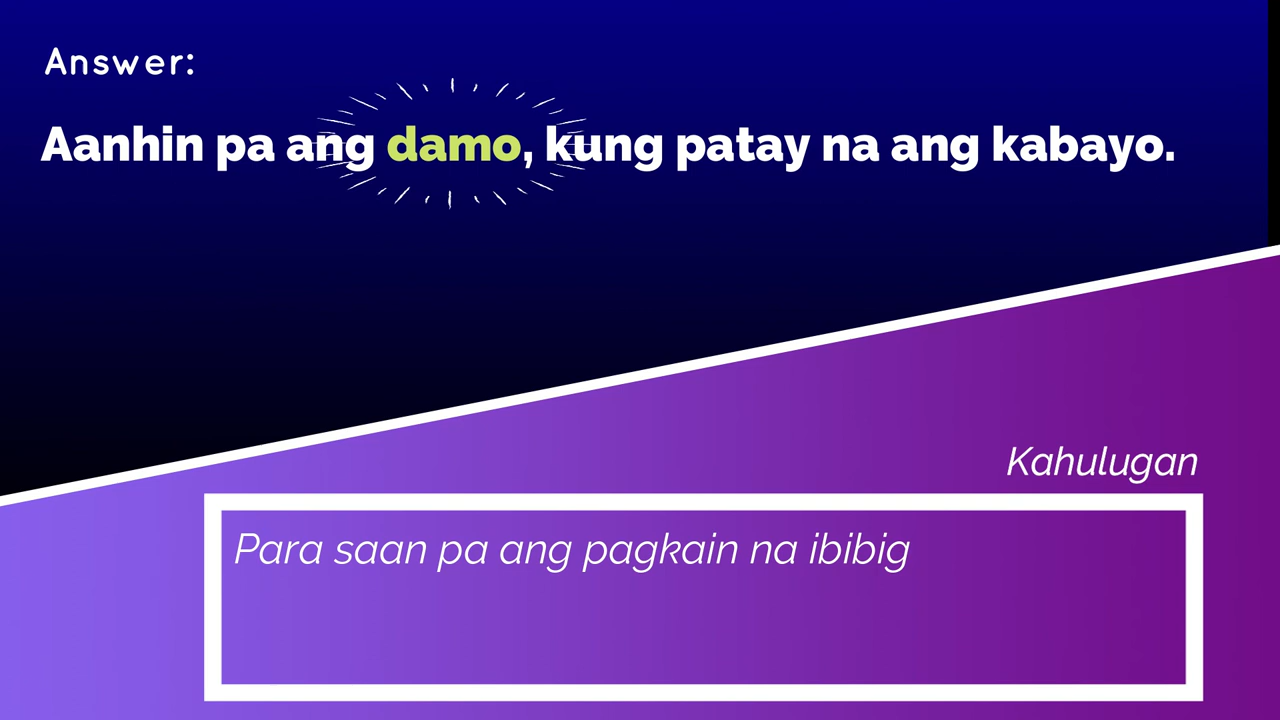 Answer:
Aanhin pa ang damo, kung patay na ang kabayo.
Kahulugan
Para saan pa ang pagkain na ibibig